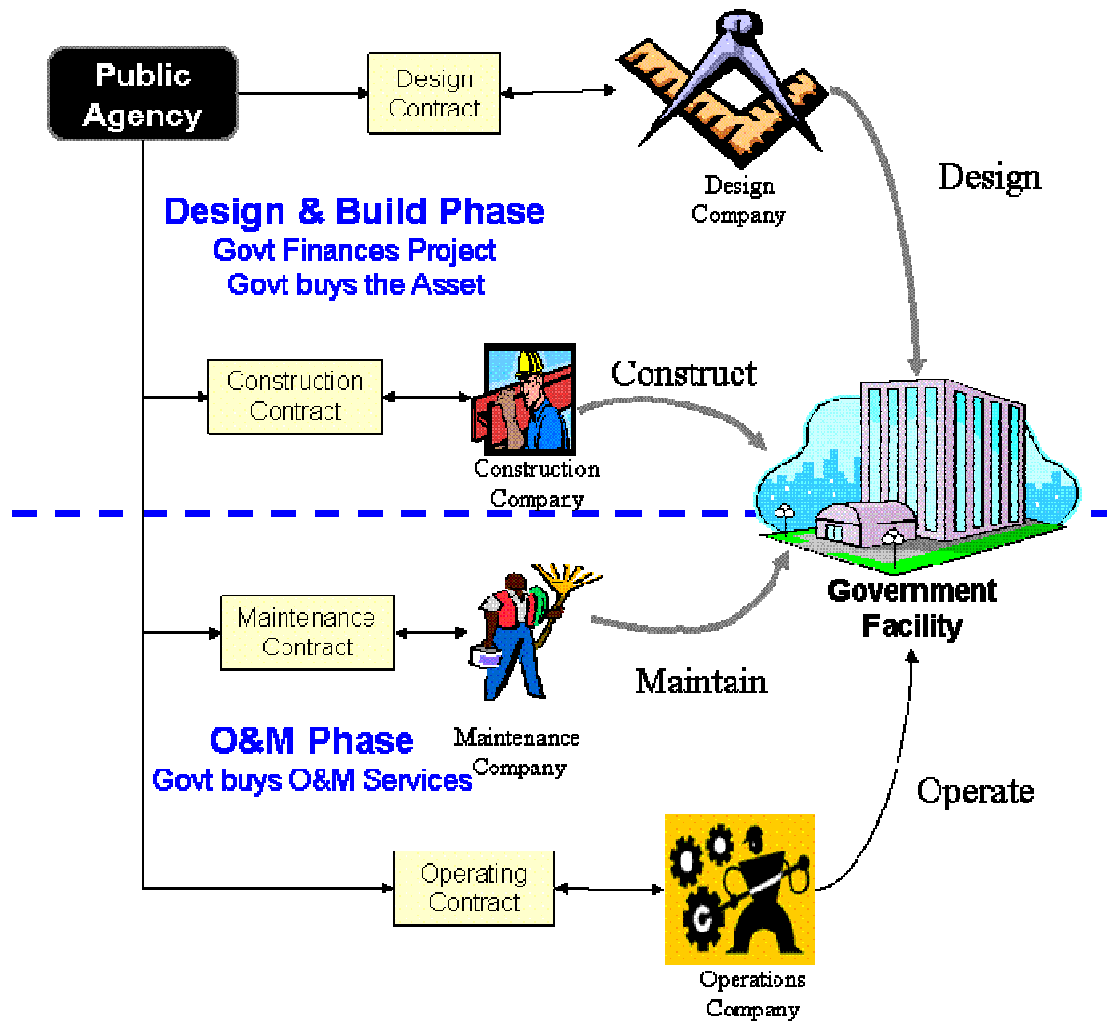 Public
Agency
Design
Contract
Design
Company
Design
Design & Build Phase
Govt Finances Project
Govt buys the Asset
Construction
Contract
Construction
Company
Construct
Government
Facility
Maintenance
Contract
Maintenance
Company
Maintain
O&M Phase
Govt buys O&M Services
Operate
Operating
Contract
C
Operations
Company